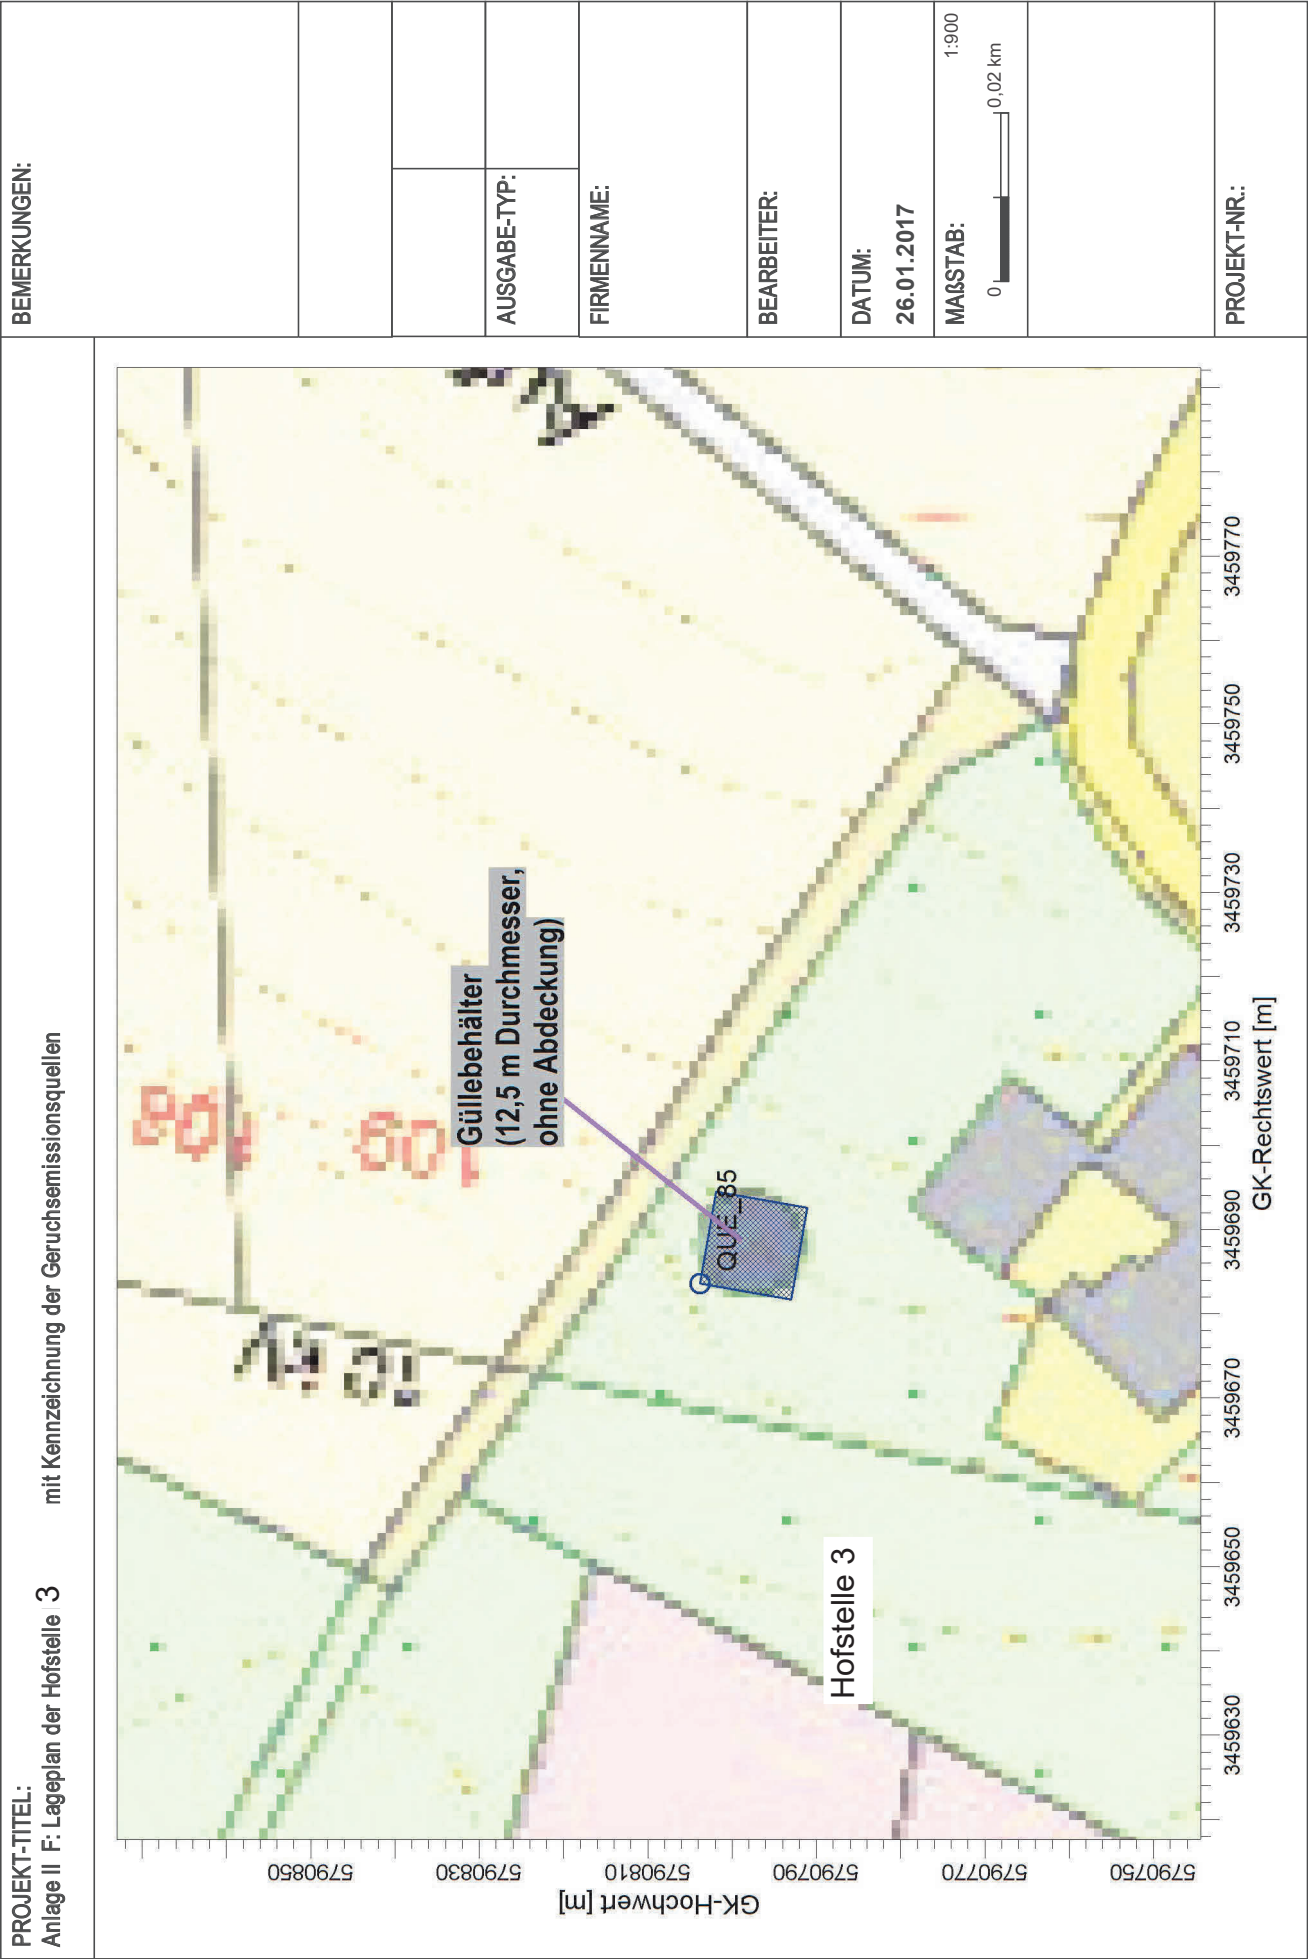 PROJEKT-TITEL:
Anlage II F: Lageplan der Hofstelle 3 mit Kennzeichnung der Geruchsemissionsquellen
GK-Hochwert [m]
5790850
5790830
5790810
5790790
5790770
5790750
Güllebehälter
(12,5 m Durchmesser,
ohne Abdeckung)
QUE_85
Hofstelle 3
3459630
3459650
3459670
3459690
3459710
3459730
3459750
3459770
GK-Rechtswert [m]
BEMERKUNGEN:
AUSGABE-TYP:
FIRMENNAME:
BEARBEITER:
DATUM:
26.01.2017
MAßSTAB:
1:900
0
0,02 km
PROJEKT-NR.: